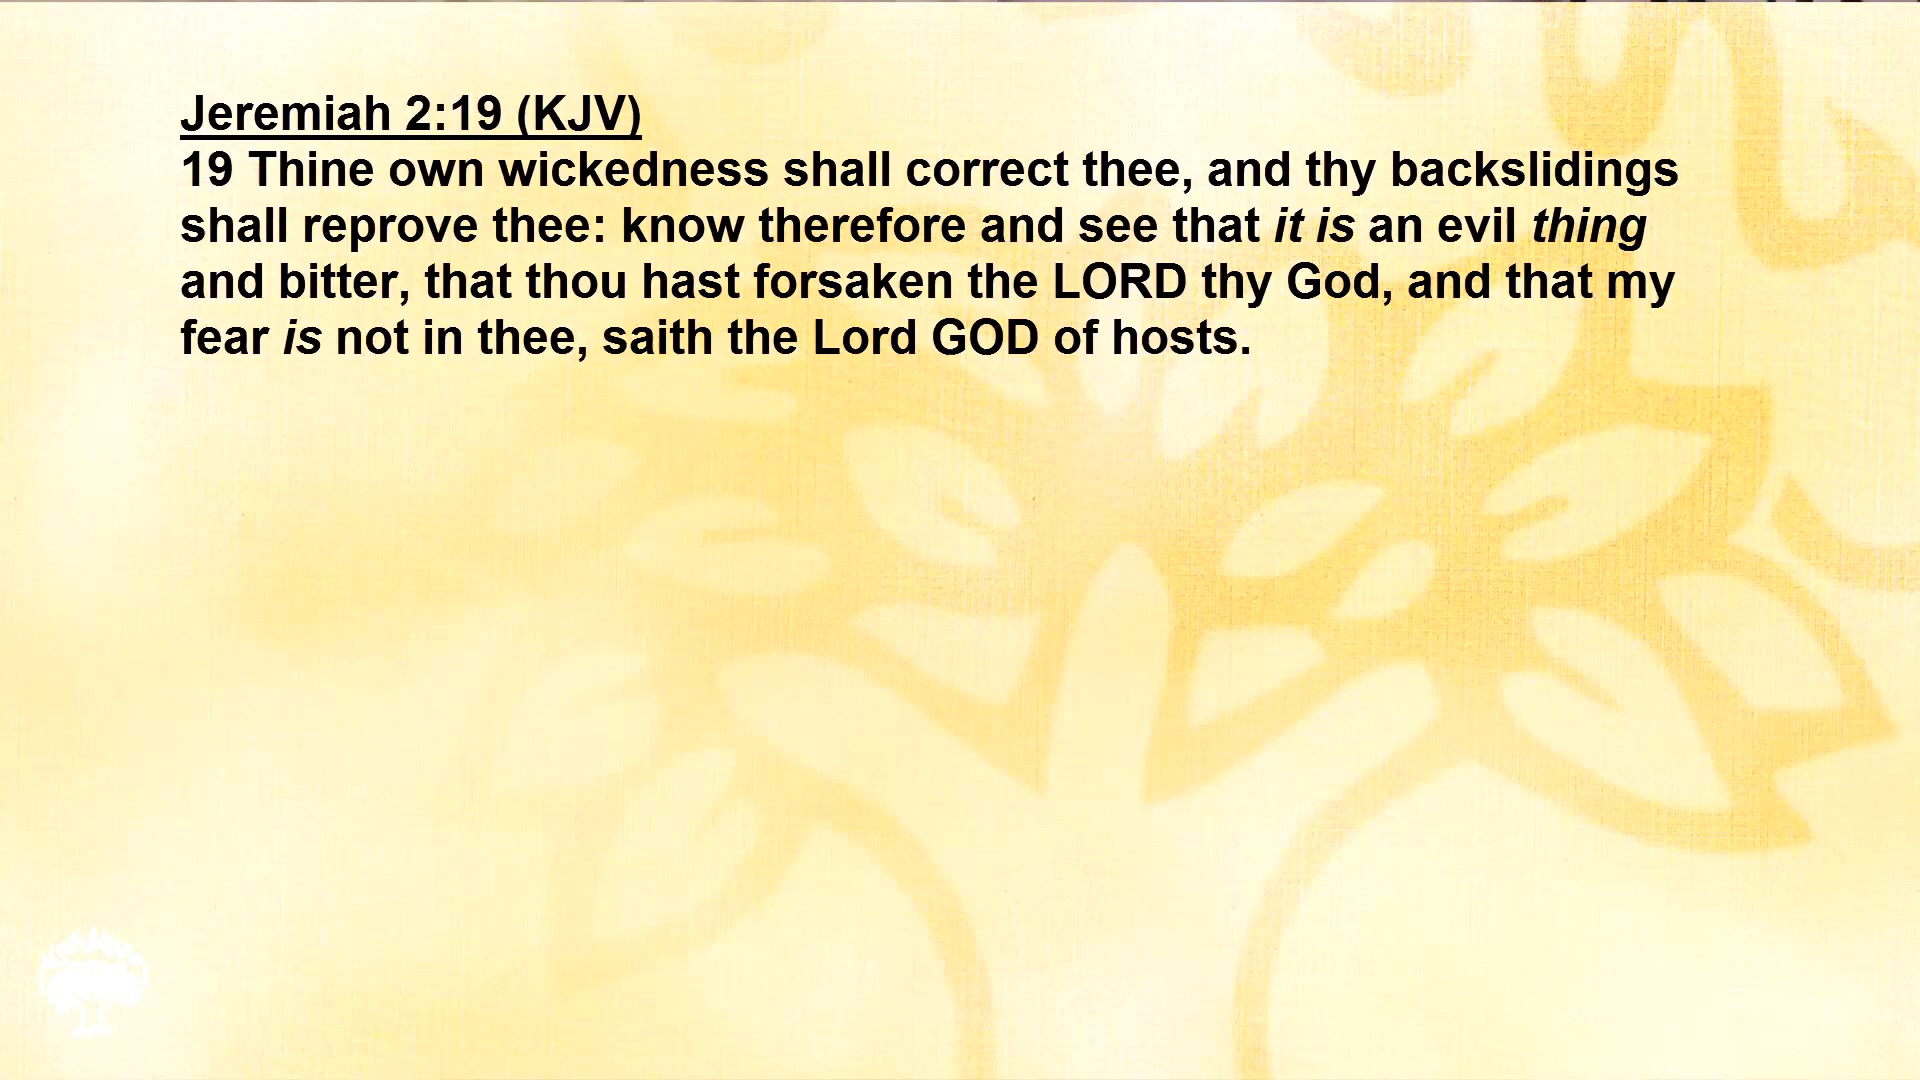 Jeremiah 2:19 (KJV)
19 Thine own wickedness shall correct thee, and thy backslidings
shall reprove thee: know therefore and see that it is an evil thing
and bitter, that thou hast forsaken the LORD thy God, and that my
fear is not in thee, saith the Lord GOD of hosts.